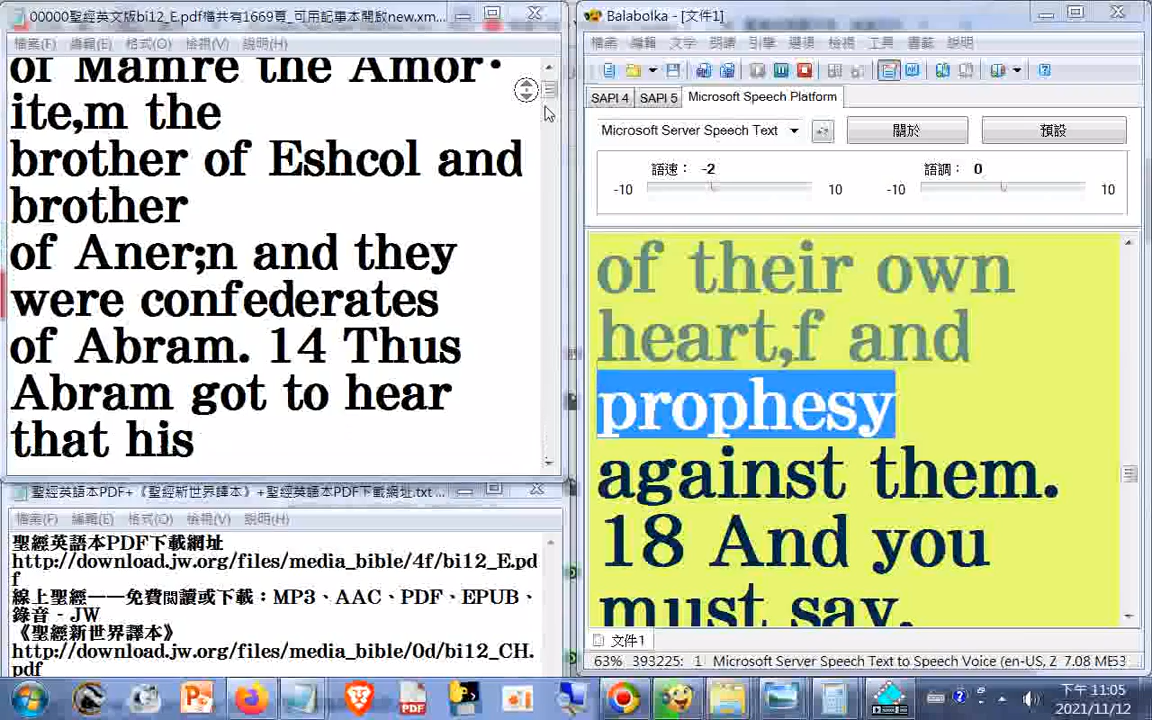 00000聖經英文版bi12_E.pdf檔共有1669頁_可用記事本開啟new.xm...
檔案(F) 編輯(E) 格式(O) 檢視(V) 說明(H)
of Mamre the Amor·
ite,m the
brother of Eshcol and
brother
of Aner;n and they
were confederates
of Abram. 14 Thus
Abram got to hear
that his
聖經英語本PDF+《聖經新世界譯本》+聖經英語本PDF下載網址.txt ...
檔案(F) 編輯(E) 格式(O) 檢視(V) 說明(H)
聖經英語本PDF下載網址
http://download.jw.org/files/media_bible/4f/bi12_E.pd
f
線上聖經——免費閱讀或下載：MP3、AAC、PDF、EPUB、
錄音 - JW
《聖經新世界譯本》
http://download.jw.org/files/media_bible/0d/bi12_CH.
pdf
Balabolka - [文件1]
檔案 編輯 文字 朗讀 引擎 選項 檢視 工具 書籤 說明
SAPI 4 SAPI 5 Microsoft Speech Platform
Microsoft Server Speech Text 關於 預設
語速： -2 語調： 0
-10 10 -10 10
of their own
heart,f and
prophesy
against them.
18 And you
must say.
文件1
63% 393225: 1 Microsoft Server Speech Text to Speech Voice (en-US, Z 7.08 ME53
下午 11:05
2021/11/12